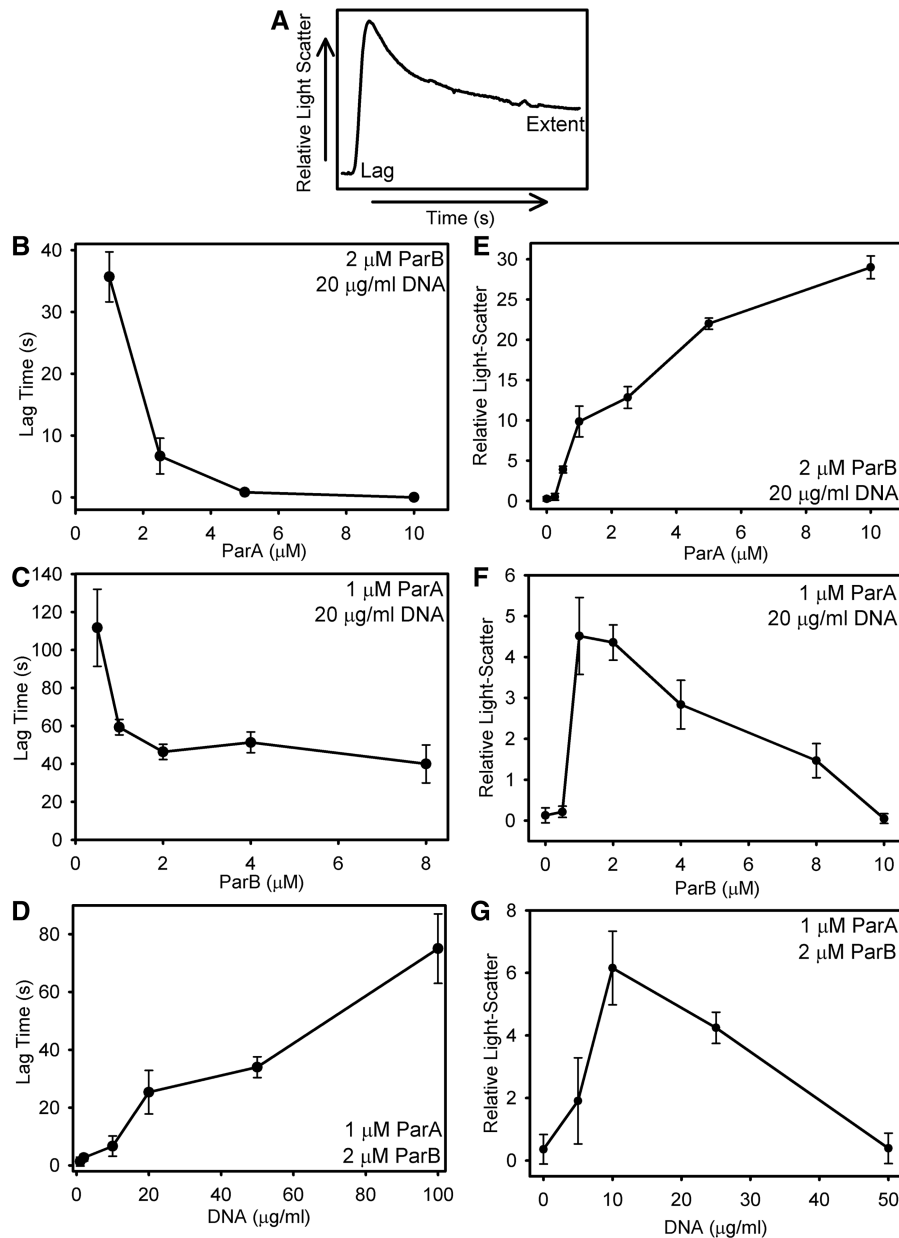 A
Relative Light Scatter
Lag
Extent
Time (s)
B
2 μM ParB
20 μg/ml DNA
Lag Time (s)
40
30
20
10
0
0 2 4 6 8 10
ParA (μM)
E
Relative Light-Scatter
30
25
20
15
10
5
0
2 μM ParB
20 μg/ml DNA
0 2 4 6 8 10
ParA (μM)
C
1 μM ParA
20 μg/ml DNA
Lag Time (s)
140
120
100
80
60
40
20
0
0 2 4 6 8
ParB (μM)
F
1 μM ParA
20 μg/ml DNA
Relative Light-Scatter
6
5
4
3
2
1
0
0 2 4 6 8 10
ParB (μM)
D
Lag Time (s)
80
60
40
20
0
1 μM ParA
2 μM ParB
0 20 40 60 80 100
DNA (μg/ml)
G
1 μM ParA
2 μM ParB
Relative Light-Scatter
8
6
4
2
0
0 10 20 30 40 50
DNA (μg/ml)